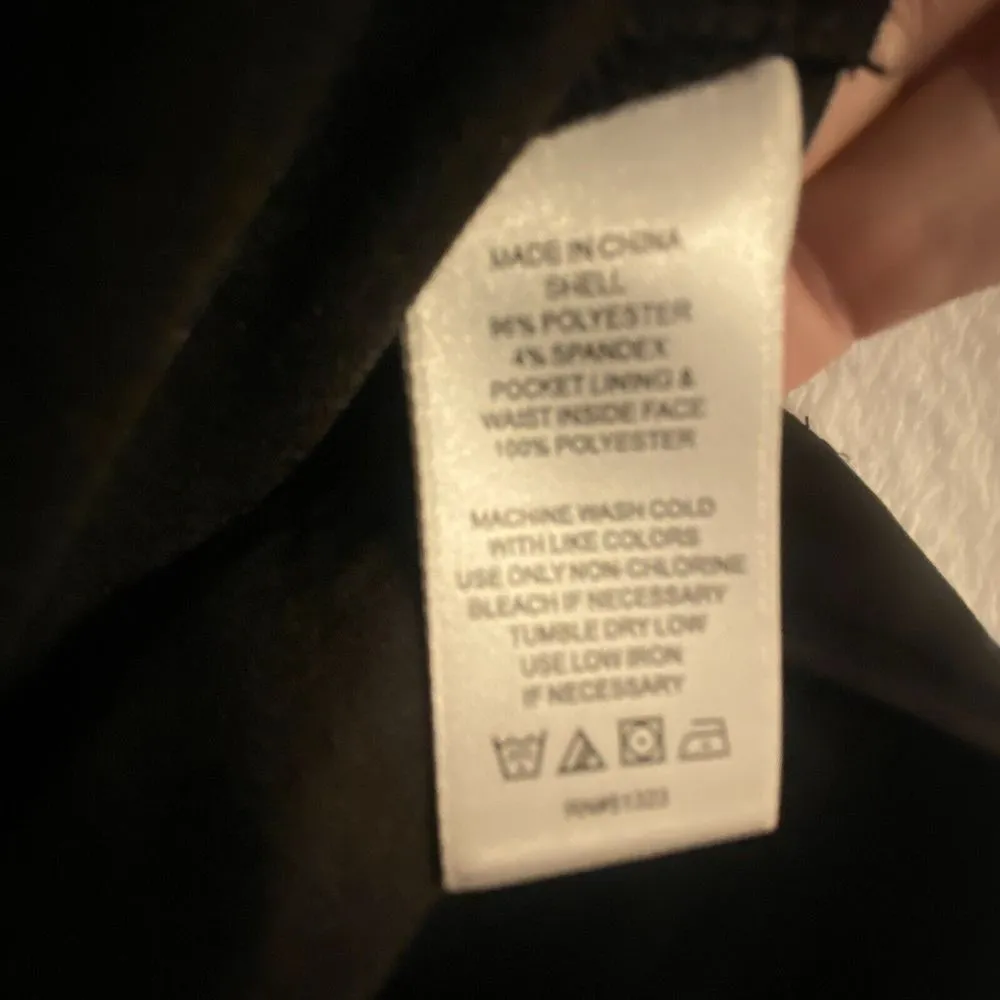 MADE IN CHINA
SHELL
96% POLYESTER
4% SPANDEX
POCKET LINING &
WAIST INSIDE FACE
100% POLYESTER
MACHINE WASH COLD
WITH LIKE COLORS
USE ONLY NON-CHLORINE
BLEACH IF NECESSARY
TUMBLE DRY LOW
USE LOW IRON
IF NECESSARY